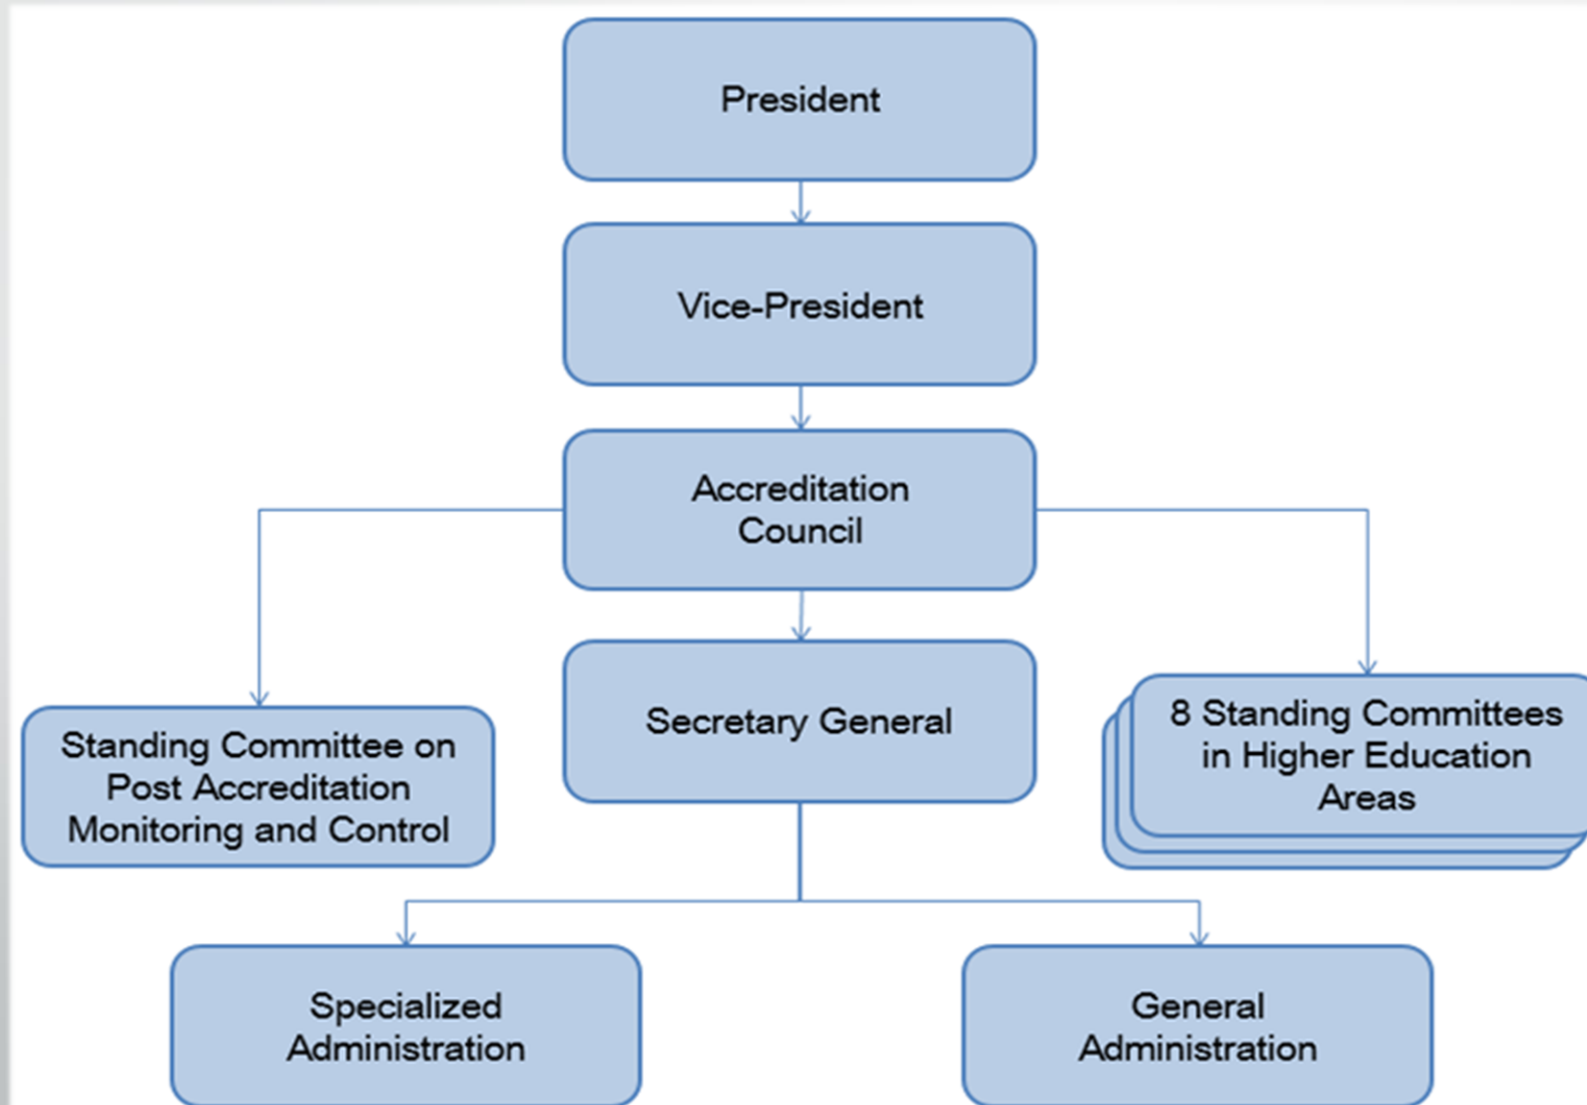 President
Vice-President
Accreditation
Council
Secretary General
Standing Committee on
Post Accreditation
Monitoring and Control
8 Standing Committees
in Higher Education
Areas
Specialized
Administration
General
Administration